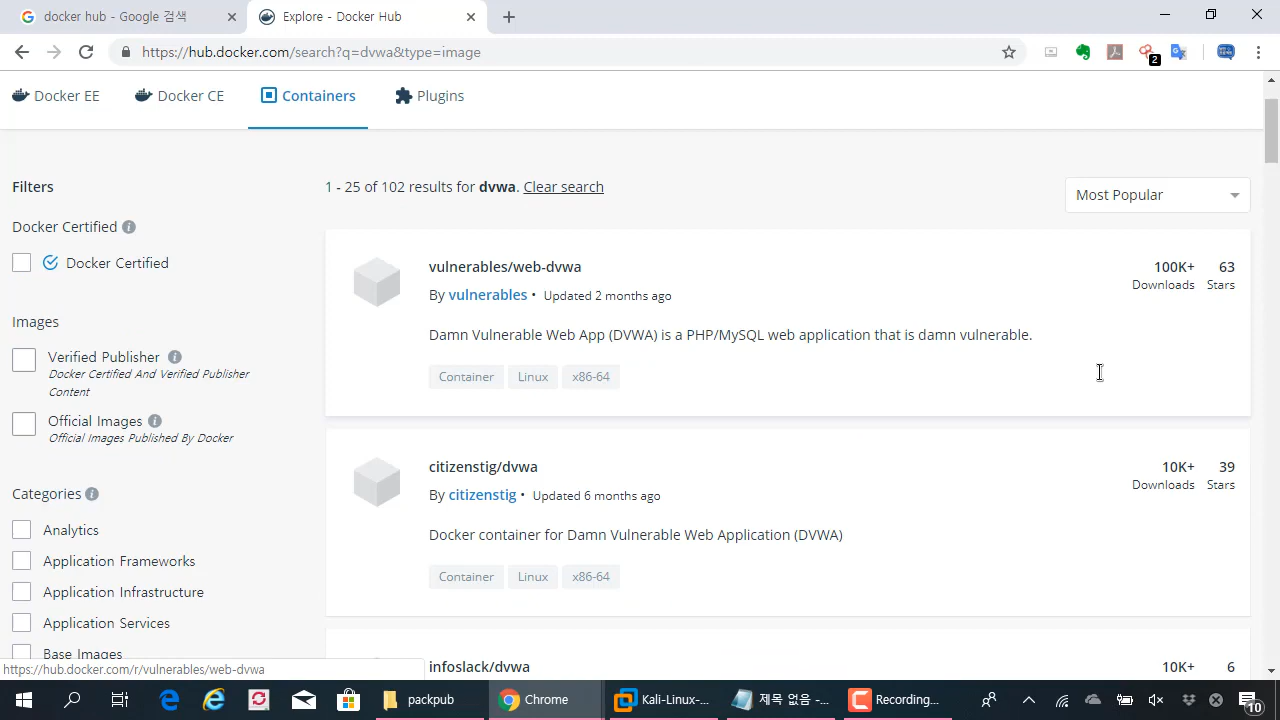 docker hub - Google 검색
Explore - Docker Hub
https://hub.docker.com/search?q=dvwa&type=image
2
Docker EE
Docker CE
Containers
Plugins
Filters
1 - 25 of 102 results for dvwa. Clear search
Most Popular
Docker Certified
Docker Certified
Images
Verified Publisher
Docker Certified And Verified Publisher
Content
Official Images
Official Images Published By Docker
Categories
Analytics
Application Frameworks
Application Infrastructure
Application Services
Base Images
vulnerables/web-dvwa
100K+ 63
By vulnerables • Updated 2 months ago
Downloads Stars
Damn Vulnerable Web App (DVWA) is a PHP/MySQL web application that is damn vulnerable.
Container Linux x86-64
citizenstig/dvwa
10K+ 39
By citizenstig • Updated 6 months ago
Downloads Stars
Docker container for Damn Vulnerable Web Application (DVWA)
Container Linux x86-64
infoslack/dvwa
10K+ 6
https://hub.docker.com/r/vulnerables/web-dvwa
packpub
Chrome
Kali-Linux-...
제목 없음 -...
Recording...
10